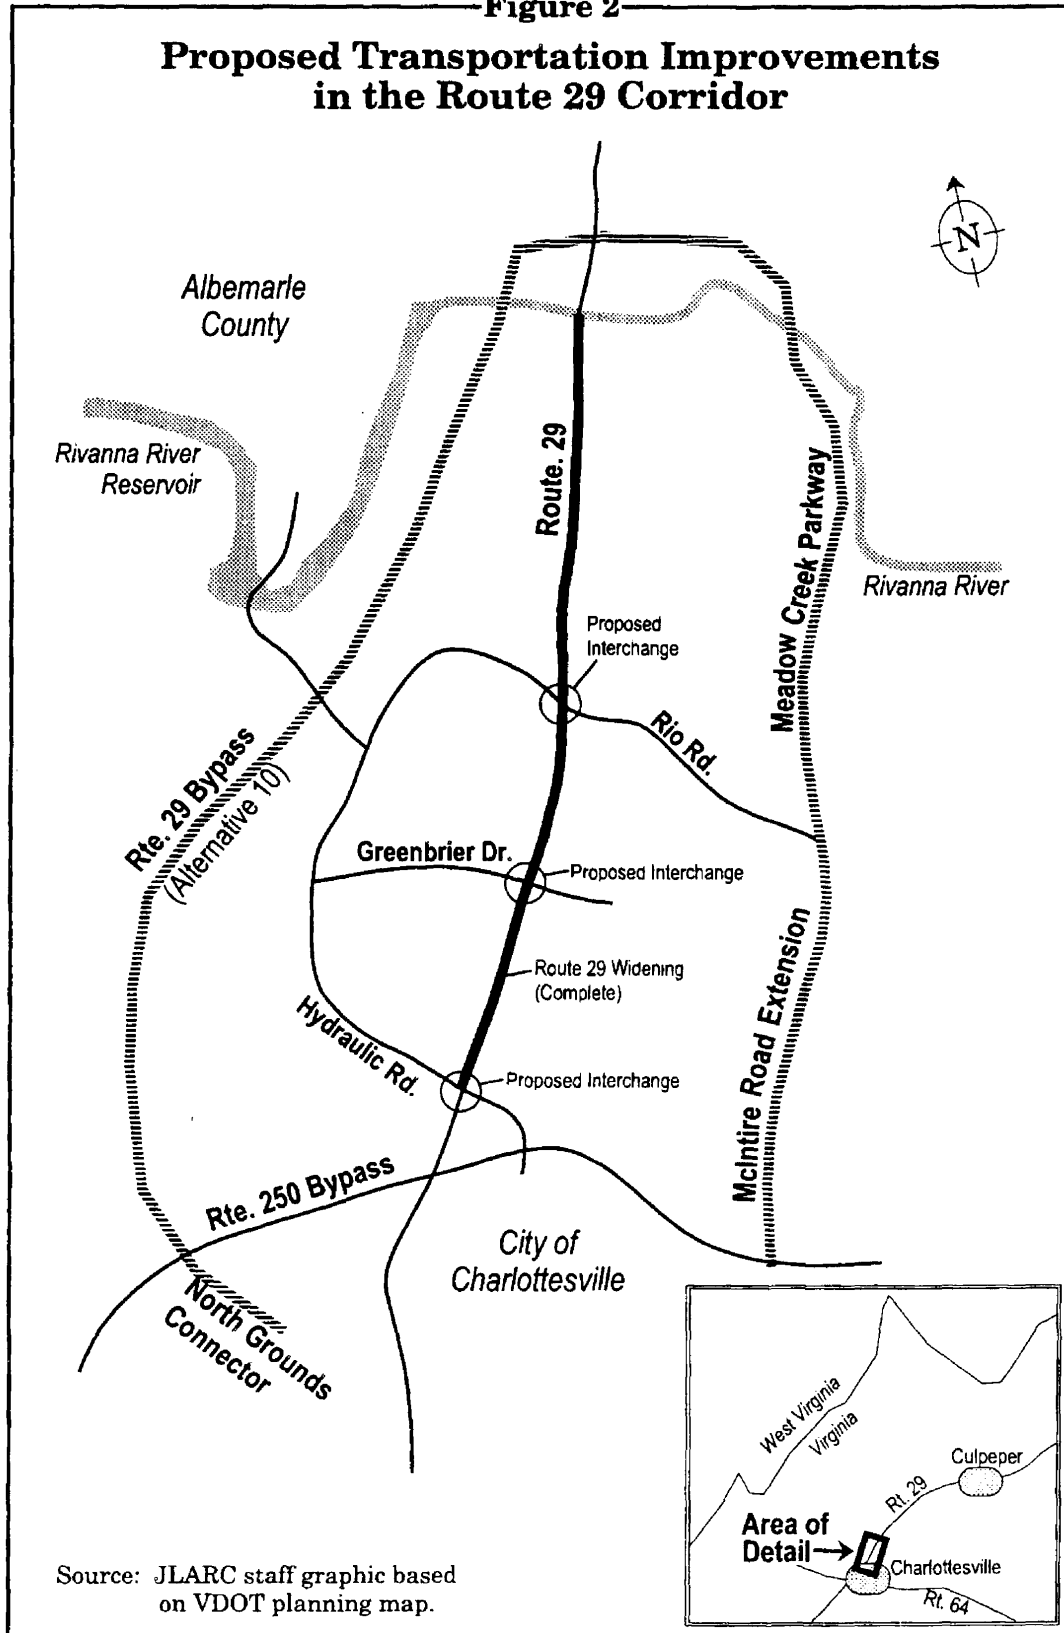 Figure 2
Proposed Transportation Improvements
in the Route 29 Corridor
N
Albemarle
County
Rivanna River
Reservoir
Route. 29
Meadow Creek Parkway
Rivanna River
Proposed
Interchange
Rio Rd.
Rte. 29 Bypass
(Alternative 10)
Greenbrier Dr.
Proposed Interchange
Route 29 Widening
(Complete)
McIntire Road Extension
Hydraulic Rd.
Proposed Interchange
Rte. 250 Bypass
City of
Charlottesville
North Grounds
Connector
West Virginia
Virginia
Culpeper
Rt. 29
Area of
Detail
Charlottesville
Rt. 64
Source: JLARC staff graphic based
on VDOT planning map.